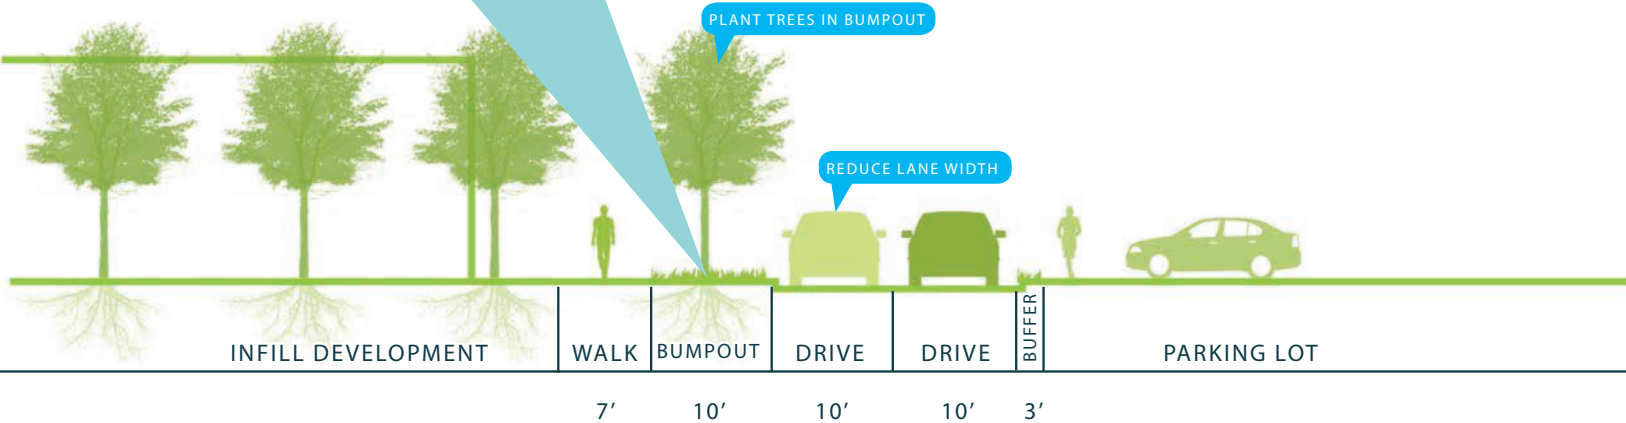 PLANT TREES IN BUMPOUT
REDUCE LANE WIDTH
INFILL DEVELOPMENT
WALK
BUMPOUT
DRIVE
DRIVE
BUFFER
PARKING LOT
7’
10’
10’
10’
3’